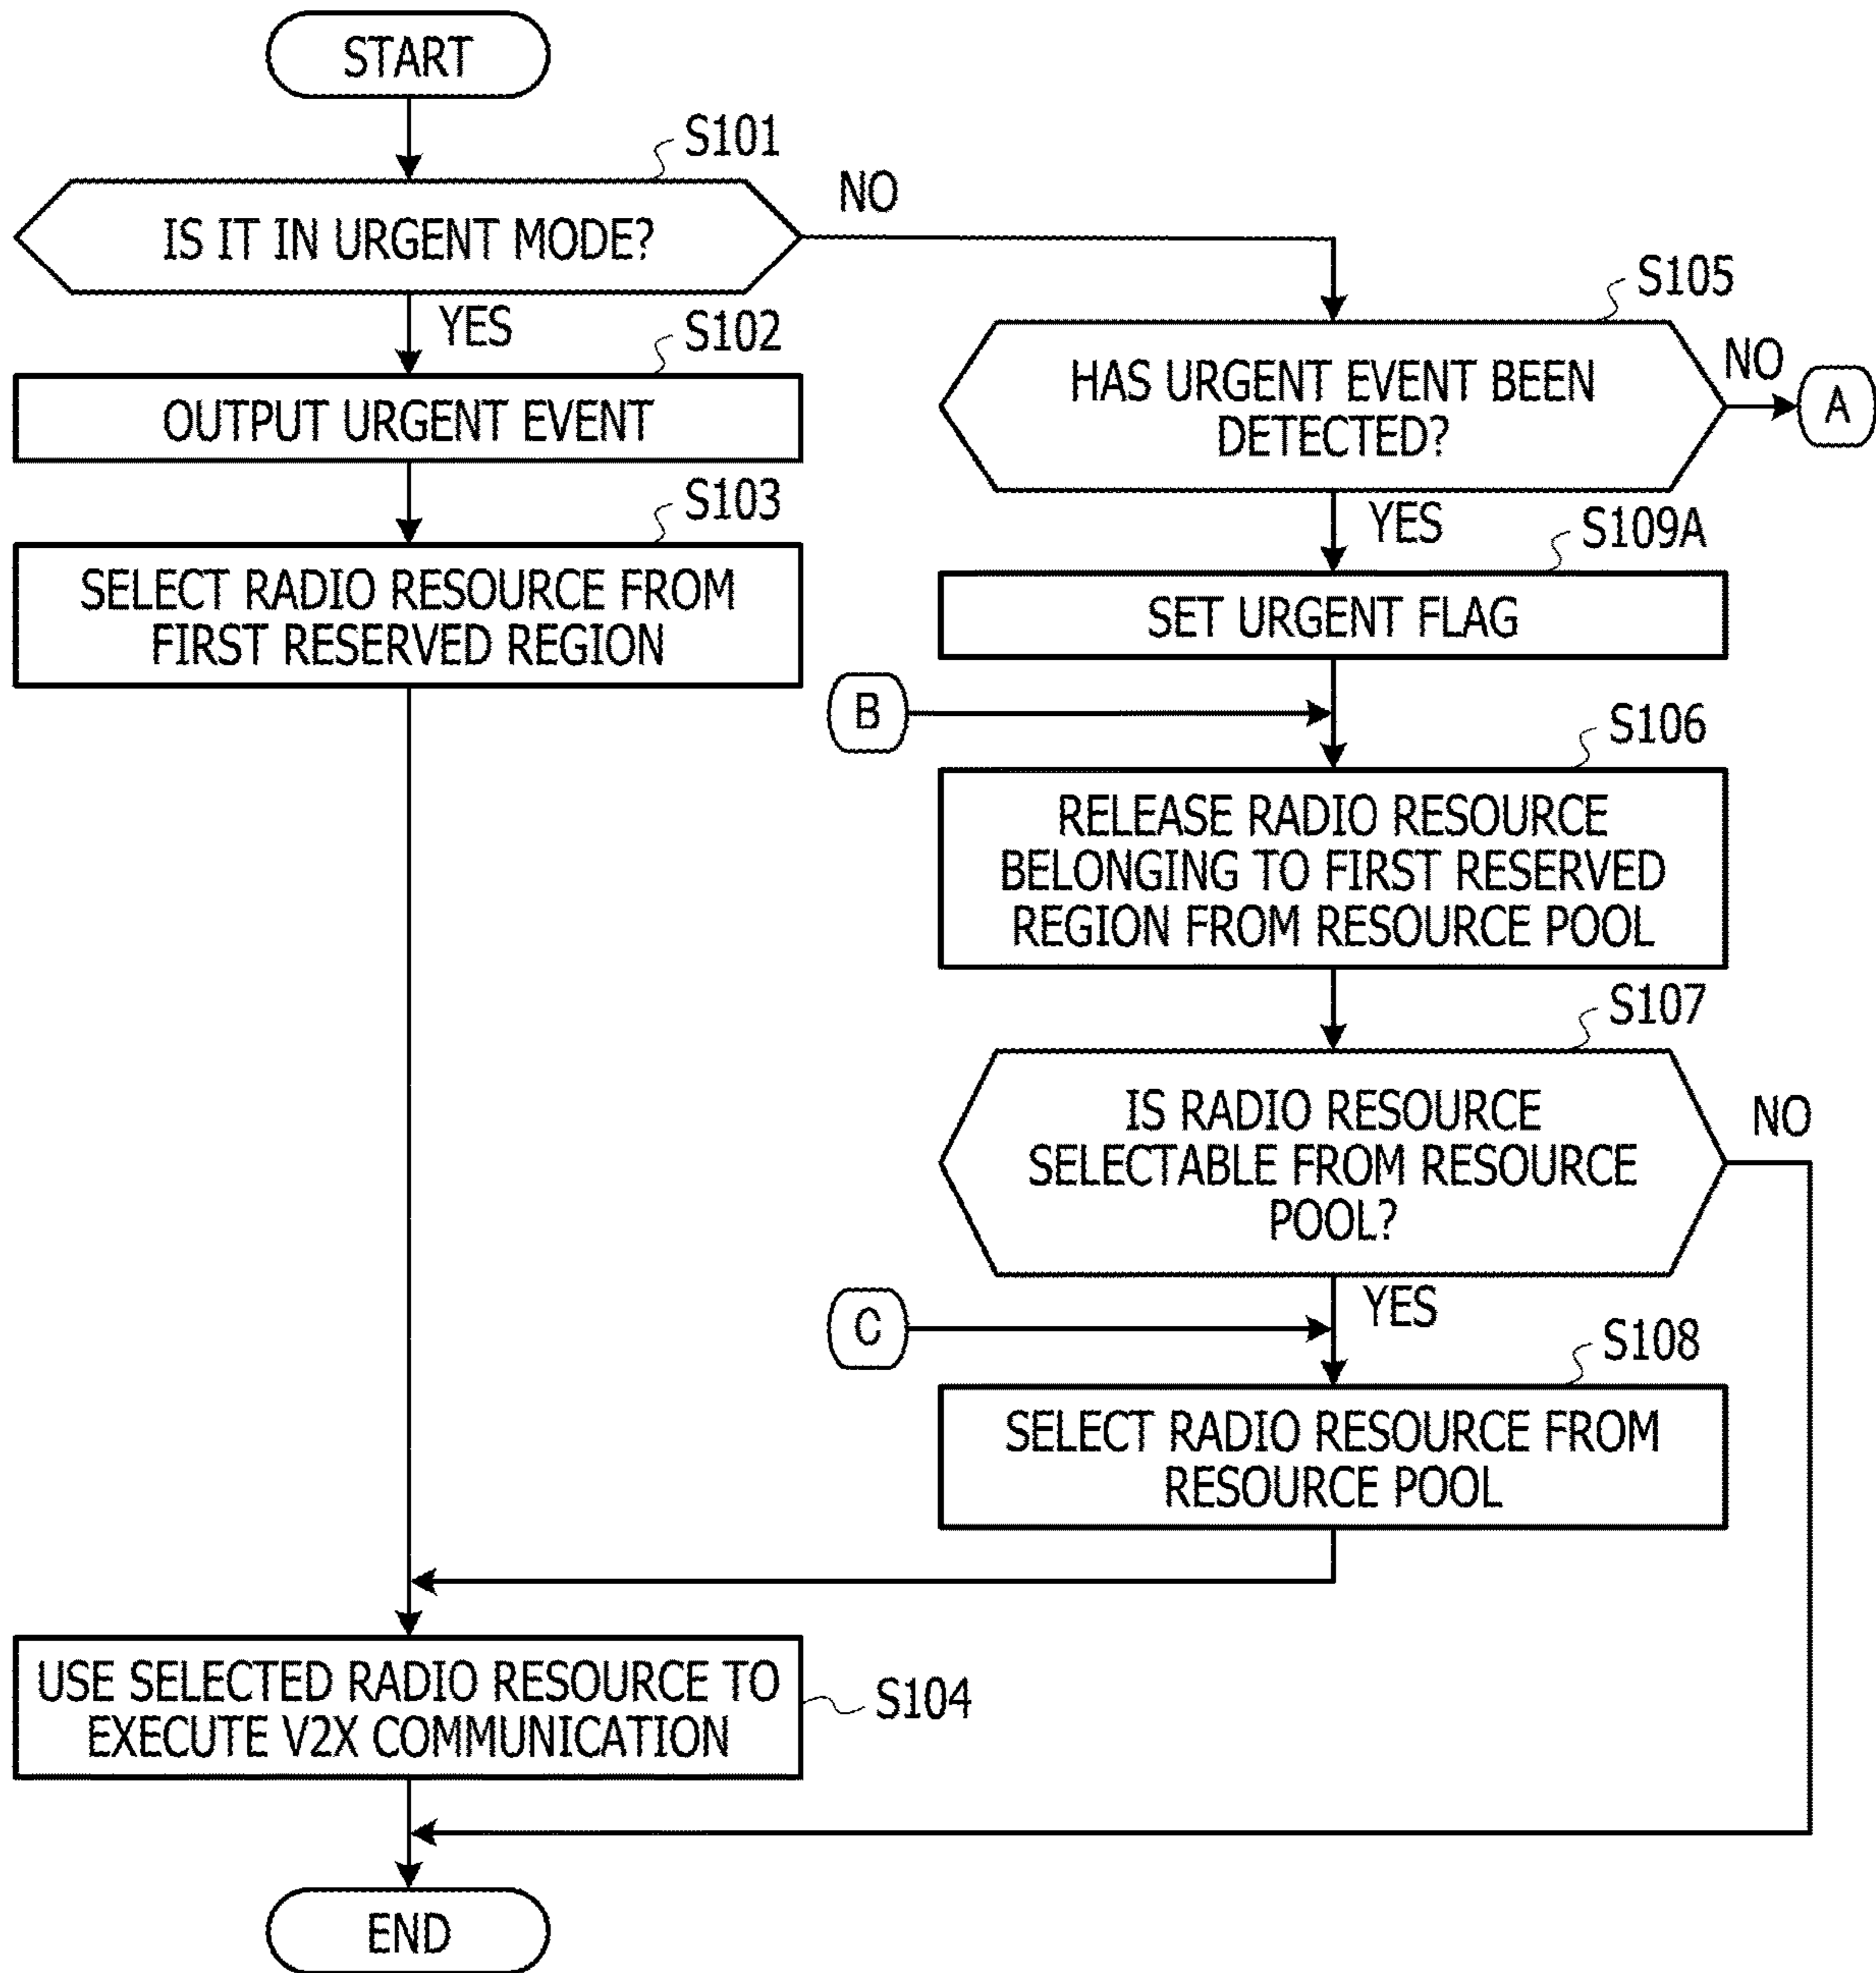 START
S101
IS IT IN URGENT MODE?
NO
YES
S102
OUTPUT URGENT EVENT
S103
SELECT RADIO RESOURCE FROM
FIRST RESERVED REGION
S105
HAS URGENT EVENT BEEN
DETECTED?
NO
A
YES
S109A
SET URGENT FLAG
B
S106
RELEASE RADIO RESOURCE
BELONGING TO FIRST RESERVED
REGION FROM RESOURCE POOL
S107
IS RADIO RESOURCE
SELECTABLE FROM RESOURCE
POOL?
NO
YES
C
S108
SELECT RADIO RESOURCE FROM
RESOURCE POOL
USE SELECTED RADIO RESOURCE TO
EXECUTE V2X COMMUNICATION
S104
END